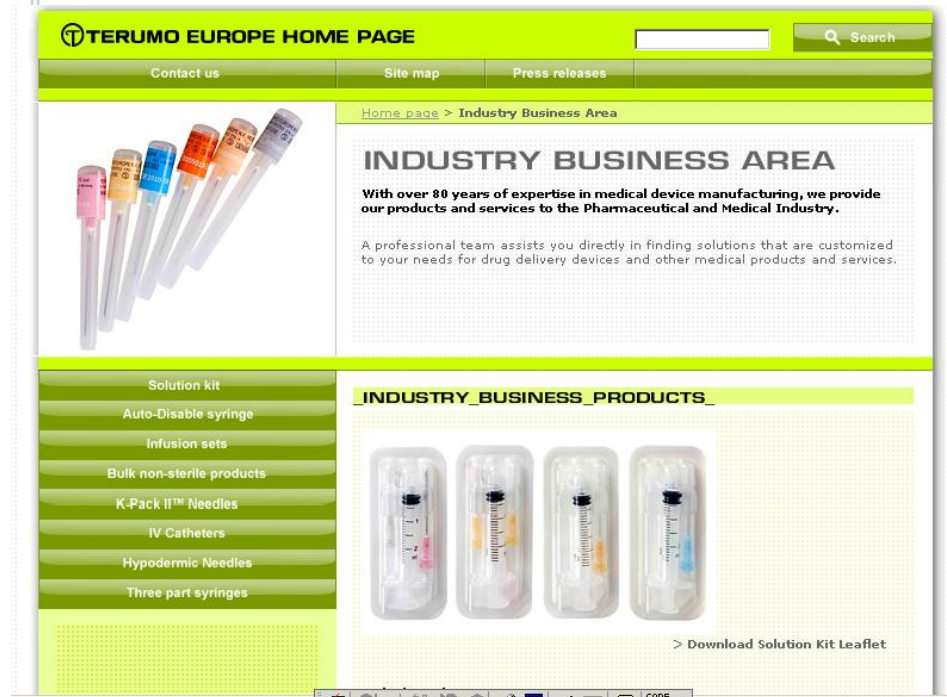 TERUMO EUROPE HOME PAGE
Search
Contact us
Site map
Press releases
Home page > Industry Business Area
INDUSTRY BUSINESS AREA
With over 80 years of expertise in medical device manufacturing, we provide
our products and services to the Pharmaceutical and Medical Industry.
A professional team assists you directly in finding solutions that are customized
to your needs for drug delivery devices and other medical products and services.
Solution kit
Auto-Disable syringe
Infusion sets
Bulk non-sterile products
K-Pack II™ Needles
IV Catheters
Hypodermic Needles
Three part syringes
_INDUSTRY_BUSINESS_PRODUCTS_
> Download Solution Kit Leaflet